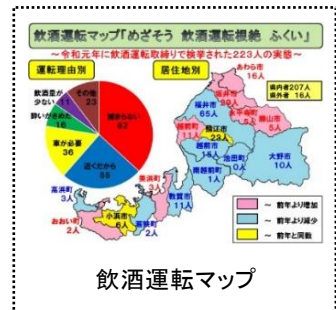 飲酒運転マップ「めざそう 飲酒運転根絶 ふくい」
～令和元年に飲酒運転取締りで検挙された223人の実態～
運転理由別
居住地別
飲酒量が少ない 11
その他 23
酔いがさめた 16
捕まらない 82
車が必要 36
近くだから 55
あわら市 16人
坂井市 39人
県内者207人
県外者 16人
福井市 65人
永平寺町 5人
勝山市 5人
越前町 11人
鯖江市 23人
越前市 15人
池田町 0人
大野市 10人
南越前町 1人
美浜町 3人
敦賀市 11人
高浜町 3人
小浜市 6人
若狭町 2人
おおい町 2人
～ 前年より増加
～ 前年より減少
～ 前年と同数
飲酒運転マップ